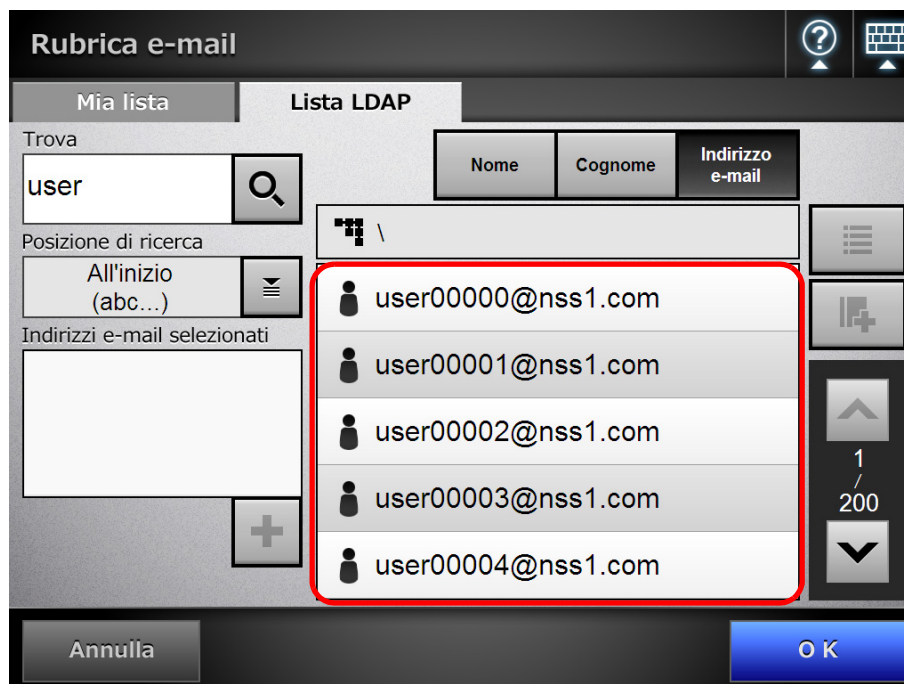 Rubrica e-mail
?
Mia lista
Lista LDAP
Trova
user
Nome
Cognome
Indirizzo
e-mail
Posizione di ricerca
All'inizio
(abc...)
\
Indirizzi e-mail selezionati
user00000@nss1.com
user00001@nss1.com
user00002@nss1.com
user00003@nss1.com
user00004@nss1.com
1
/
200
Annulla
OK